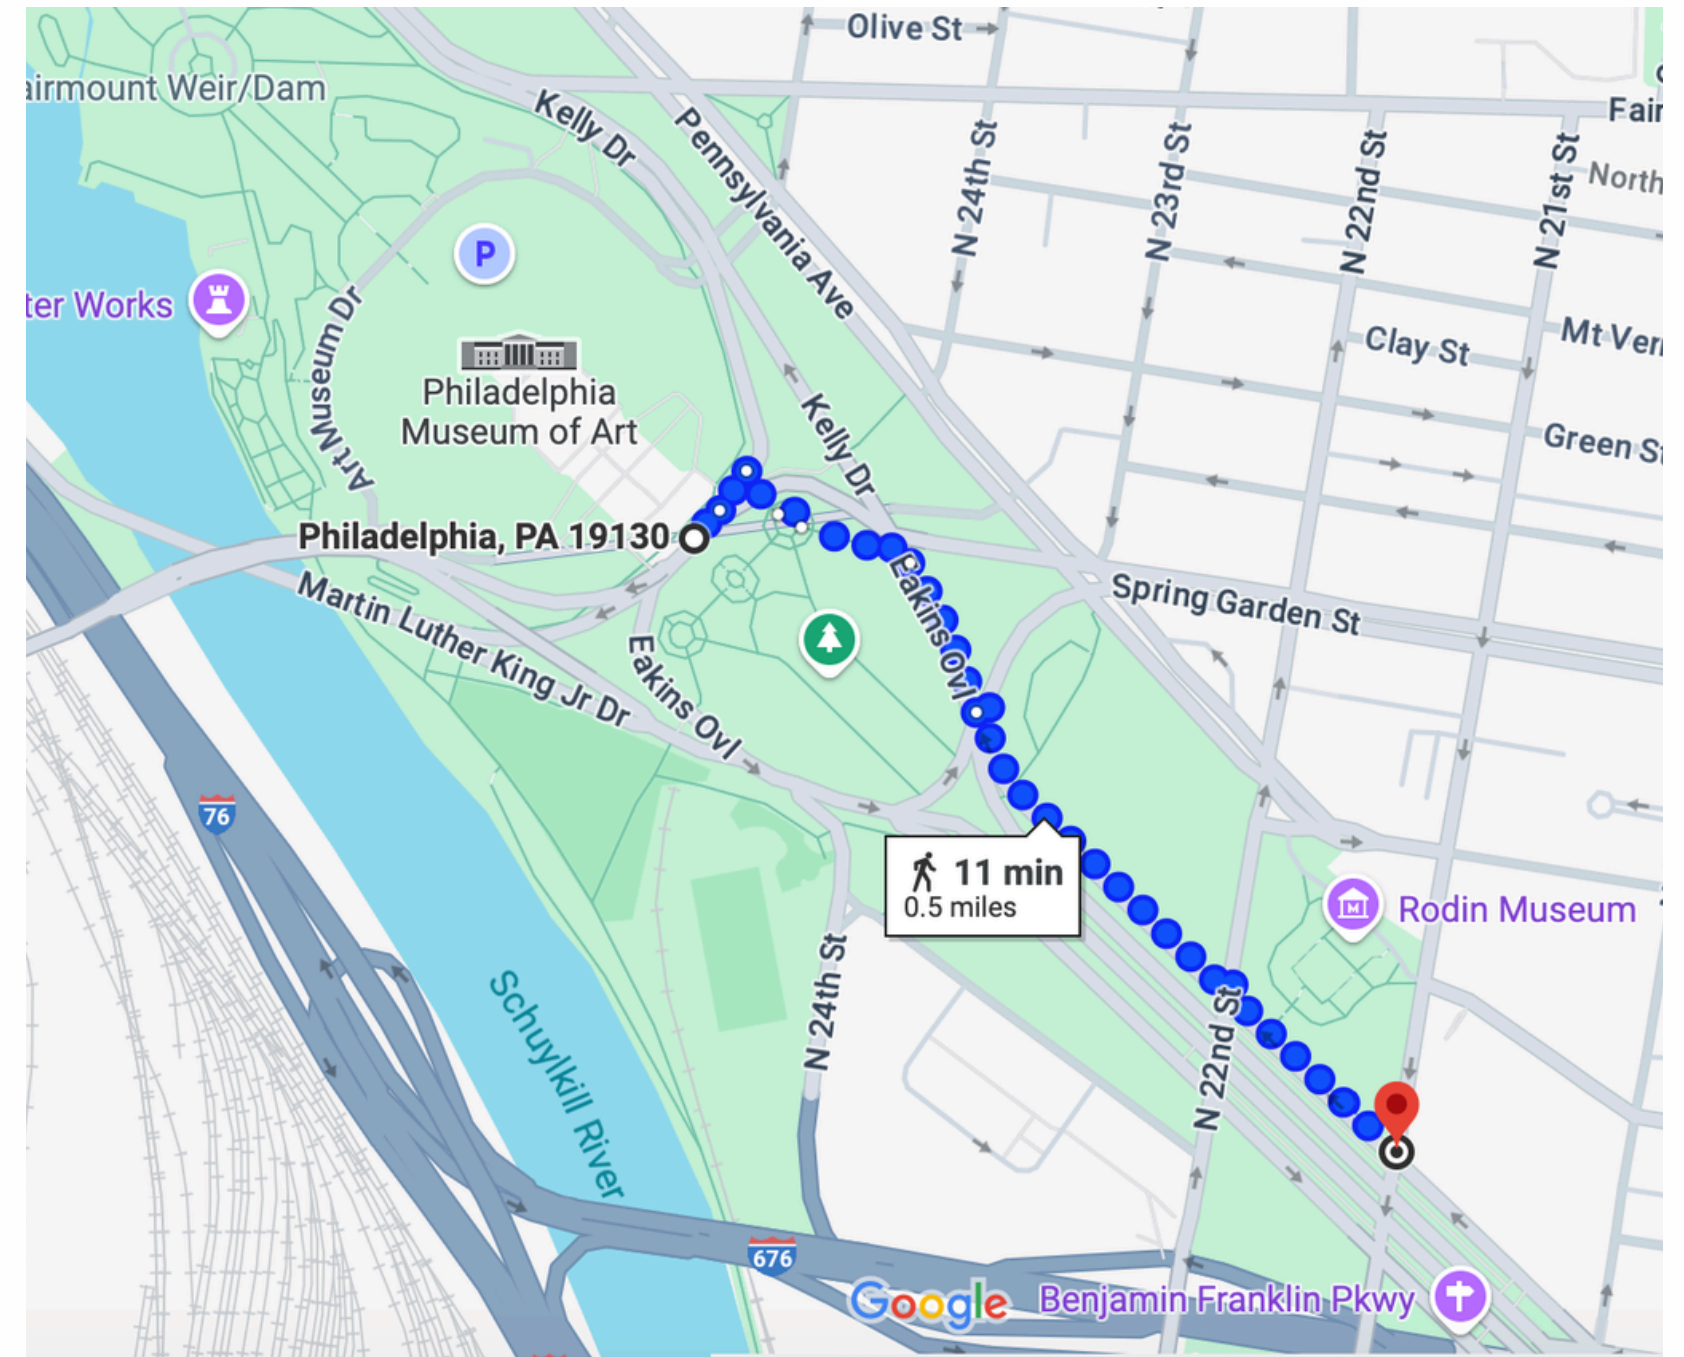 Olive St
airmount Weir/Dam
Kelly Dr
Pennsylvania Ave
Fair
N 24th St
N 23rd St
N 22nd St
N 21st St
North
P
ter Works
Art Museum Dr
Philadelphia
Museum of Art
Clay St
Mt Ver
Kelly Dr
Green St
Philadelphia, PA 19130
Martin Luther King Jr Dr
Eakins Ovl
Eakins Ovl
Spring Garden St
76
11 min
0.5 miles
M
Rodin Museum
N 24th St
Schuylkill River
N 22nd St
676
Google
Benjamin Franklin Pkwy